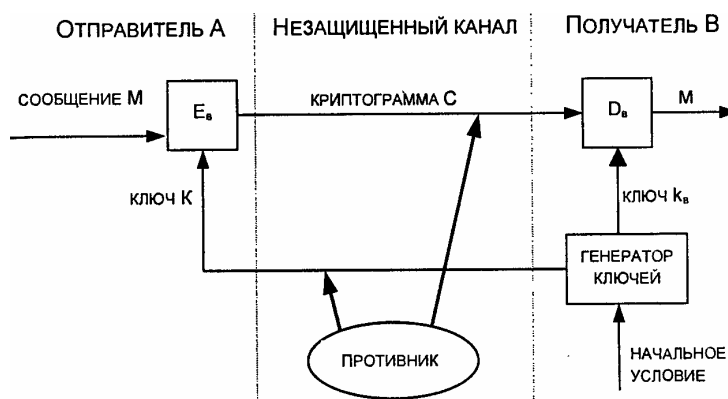 ОТПРАВИТЕЛЬ А
НЕЗАЩИЩЕННЫЙ КАНАЛ
ПОЛУЧАТЕЛЬ В
СООБЩЕНИЕ М
Eв
КРИПТОГРАММА С
Dв
М
КЛЮЧ К
КЛЮЧ kв
ГЕНЕРАТОР
КЛЮЧЕЙ
ПРОТИВНИК
НАЧАЛЬНОЕ
УСЛОВИЕ